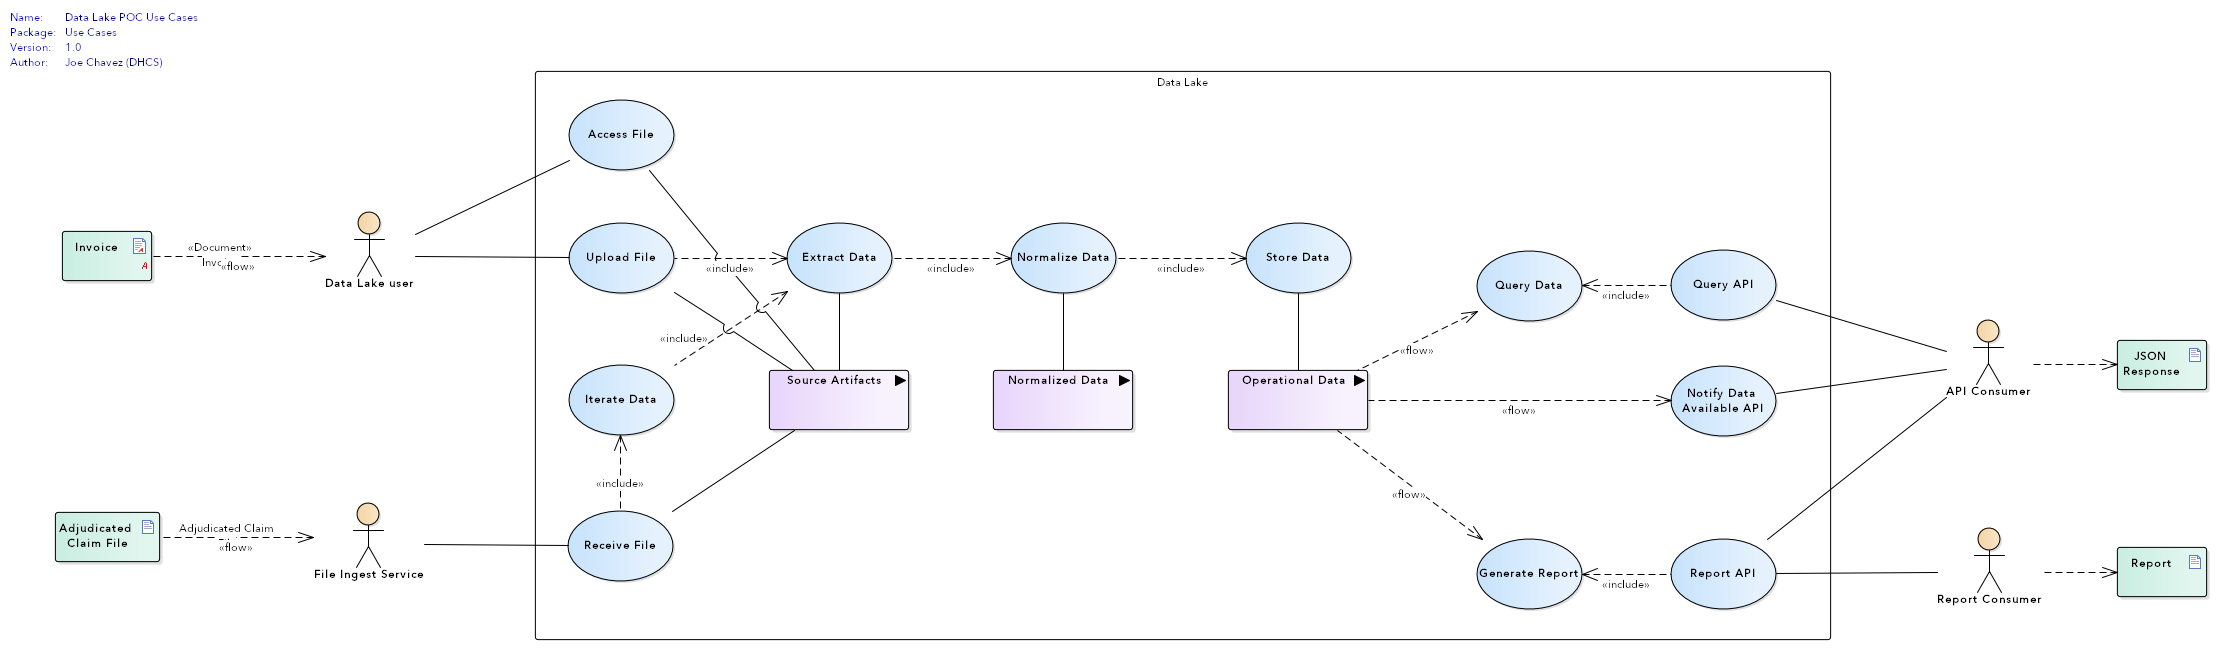 Name: Data Lake POC Use Cases
Package: Use Cases
Version: 1.0
Author: Joe Chavez (DHCS)
Data Lake
Access File
Invoice
A
«Document»
«flow»
Data Lake user
Upload File
«include»
Extract Data
«include»
Normalize Data
«include»
Store Data
Query Data
«include»
Query API
«include»
«flow»
API Consumer
JSON
Response
Iterate Data
Source Artifacts
Normalized Data
Operational Data
«flow»
Notify Data
Available API
«include»
«flow»
Adjudicated
Claim File
Adjudicated Claim
«flow»
File Ingest Service
Receive File
Generate Report
«include»
Report API
Report Consumer
Report